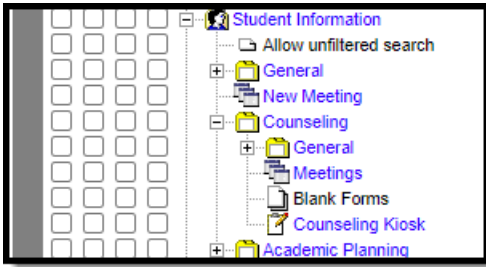 Student Information
Allow unfiltered search
General
New Meeting
Counseling
General
Meetings
Blank Forms
Counseling Kiosk
Academic Planning